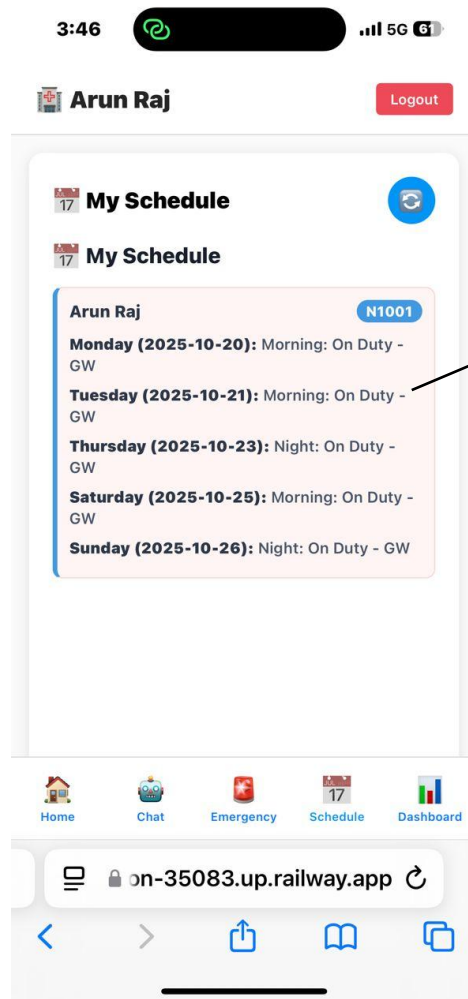 3:46
5G 61
Arun Raj
Logout
17 My Schedule
17 My Schedule
Arun Raj
N1001
Monday (2025-10-20): Morning: On Duty -
GW
Tuesday (2025-10-21): Morning: On Duty -
GW
Thursday (2025-10-23): Night: On Duty -
GW
Saturday (2025-10-25): Morning: On Duty -
GW
Sunday (2025-10-26): Night: On Duty - GW
17
Home Chat Emergency Schedule Dashboard
on-35083.up.railway.app